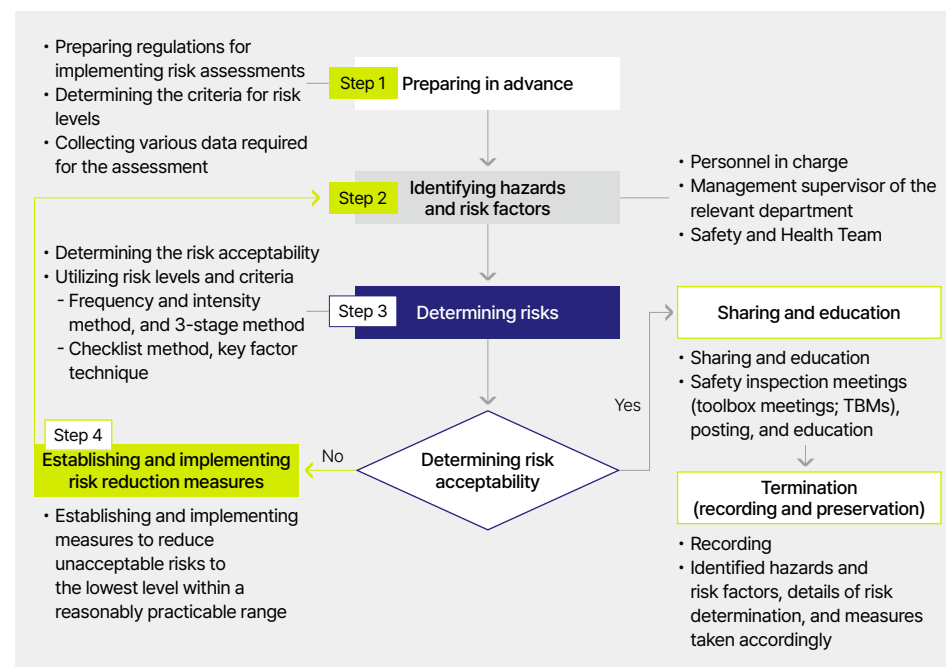 • Preparing regulations for
implementing risk assessments
• Determining the criteria for risk
levels
• Collecting various data required
for the assessment
Step 1
Preparing in advance
Step 2
Identifying hazards
and risk factors
• Personnel in charge
• Management supervisor of the
relevant department
• Safety and Health Team
• Determining the risk acceptability
• Utilizing risk levels and criteria
- Frequency and intensity
method, and 3-stage method
- Checklist method, key factor
technique
Step 3
Determining risks
Determining risk
acceptability
No
Step 4
Establishing and implementing
risk reduction measures
• Establishing and implementing
measures to reduce
unacceptable risks to
the lowest level within a
reasonably practicable range
Yes
Sharing and education
• Sharing and education
• Safety inspection meetings
(toolbox meetings; TBMs),
posting, and education
Termination
(recording and preservation)
• Recording
• Identified hazards and
risk factors, details of risk
determination, and measures
taken accordingly